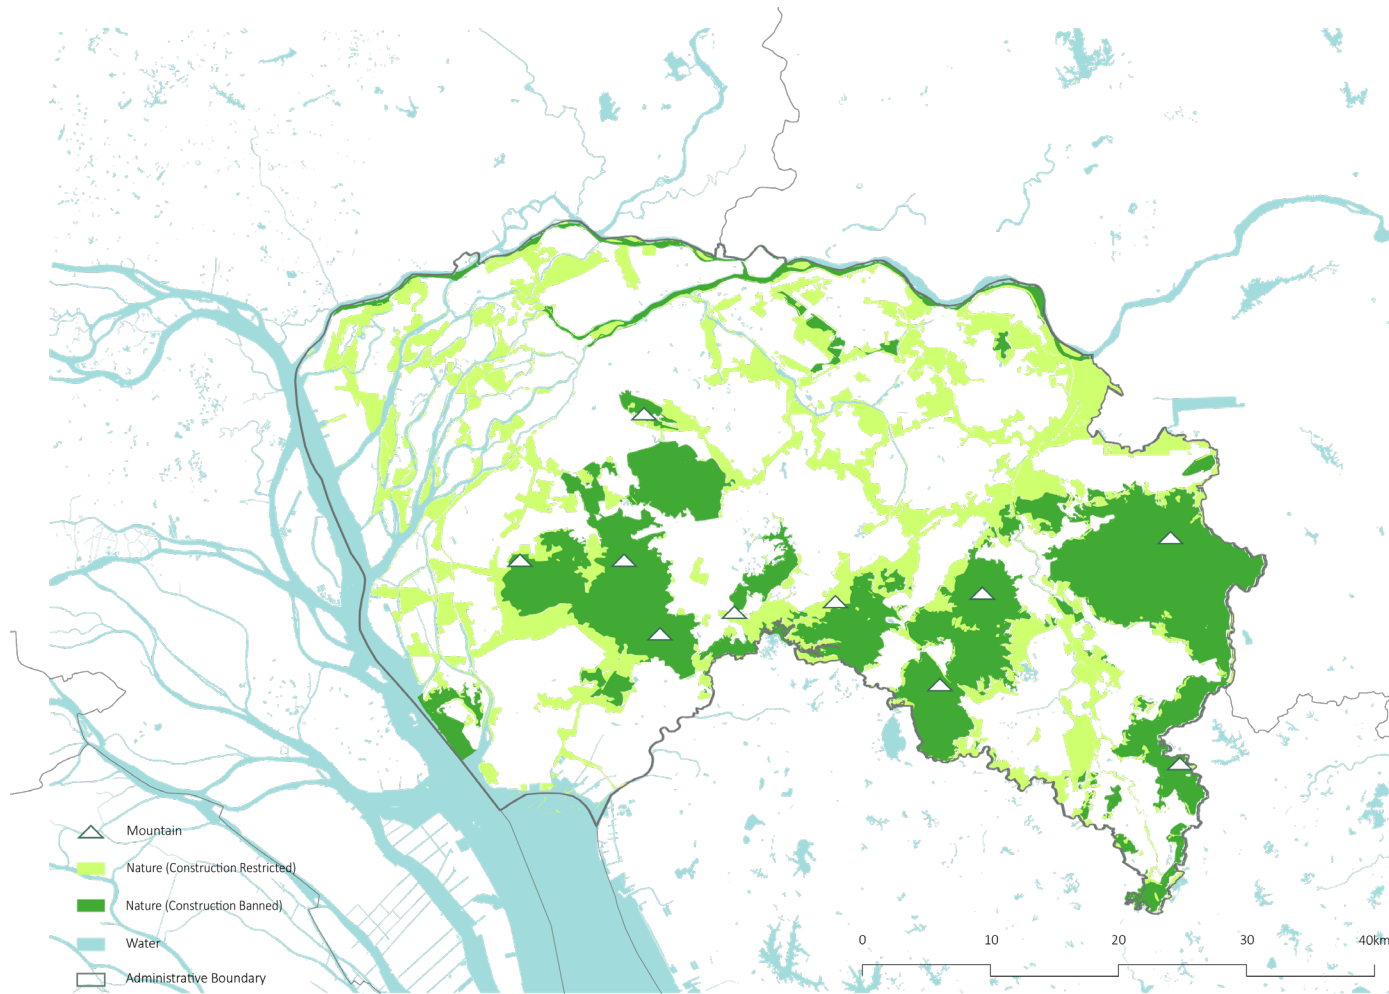 Mountain
Nature (Construction Restricted)
Nature (Construction Banned)
Water
Administrative Boundary
0 10 20 30 40km